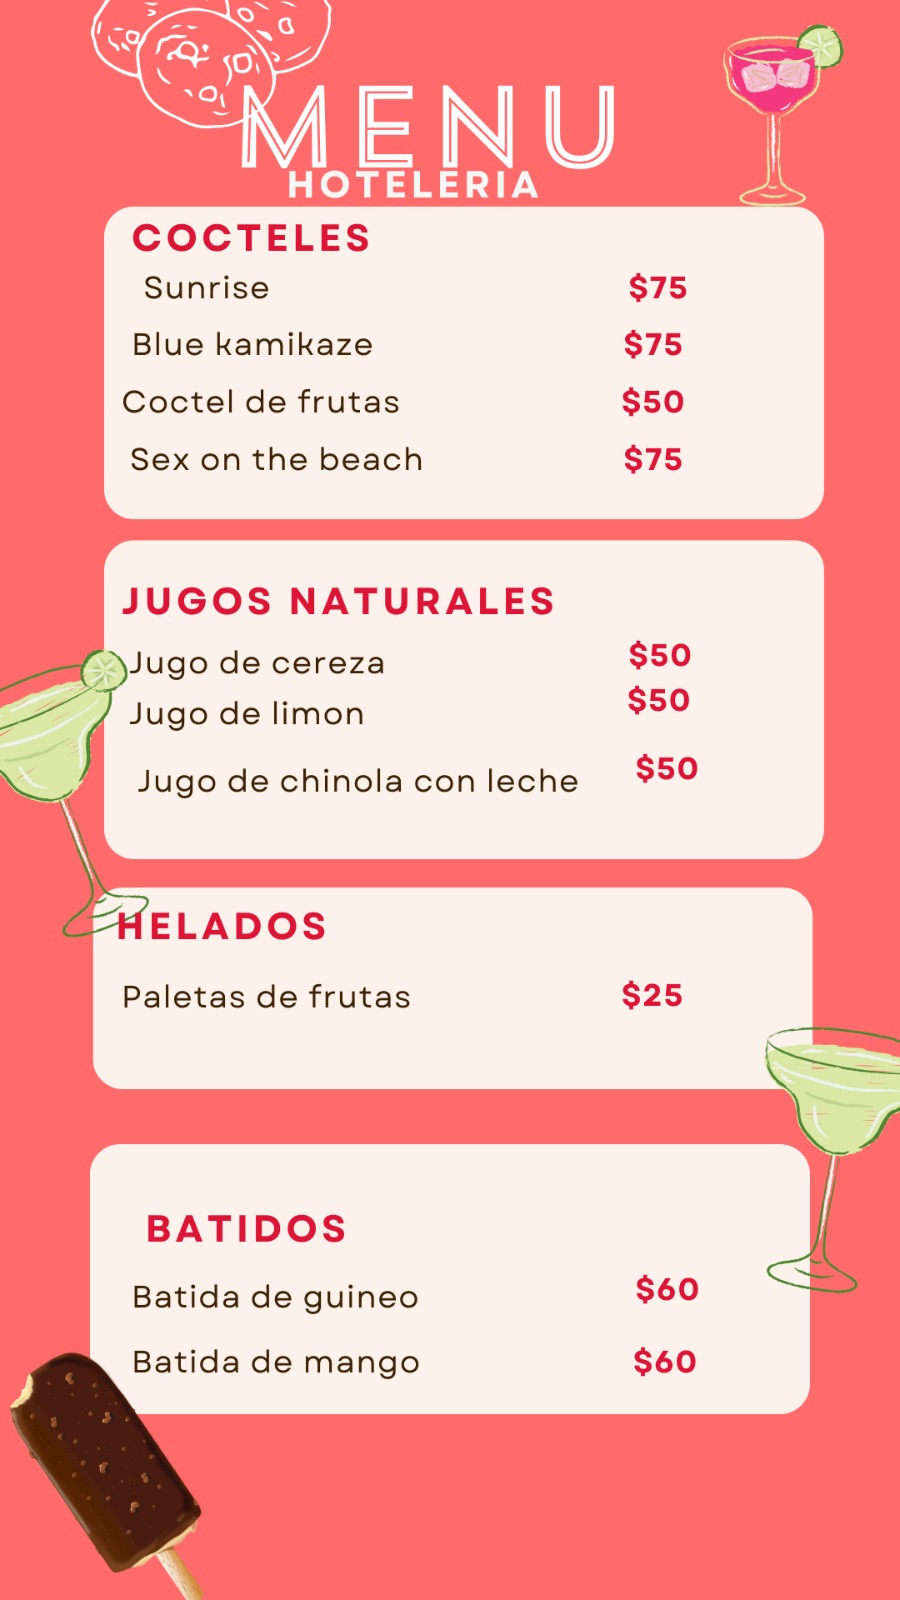 MENU
HOTELERIA
COCTELES
Sunrise $75
Blue kamikaze $75
Coctel de frutas $50
Sex on the beach $75
JUGOS NATURALES
Jugo de cereza $50
Jugo de limon $50
Jugo de chinola con leche $50
HELADOS
Paletas de frutas $25
BATIDOS
Batida de guineo $60
Batida de mango $60